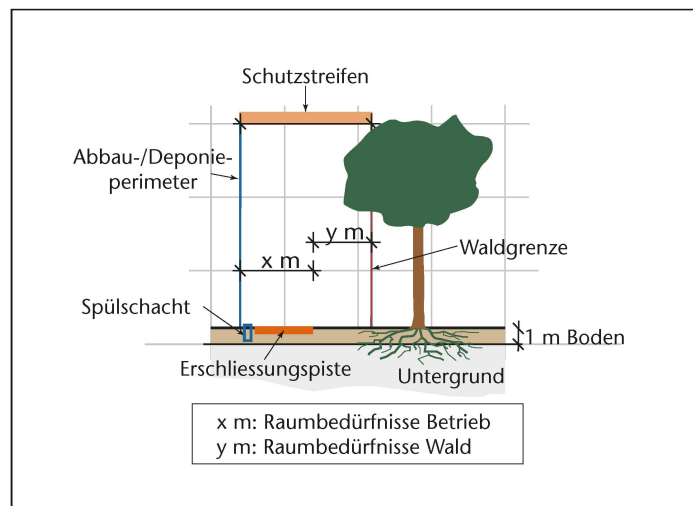 Schutzstreifen
Abbau-/Deponie-
perimeter
y m
Waldgrenze
x m
Spülschacht
1 m Boden
Erschliessungspiste
Untergrund
x m: Raumbedürfnisse Betrieb
y m: Raumbedürfnisse Wald